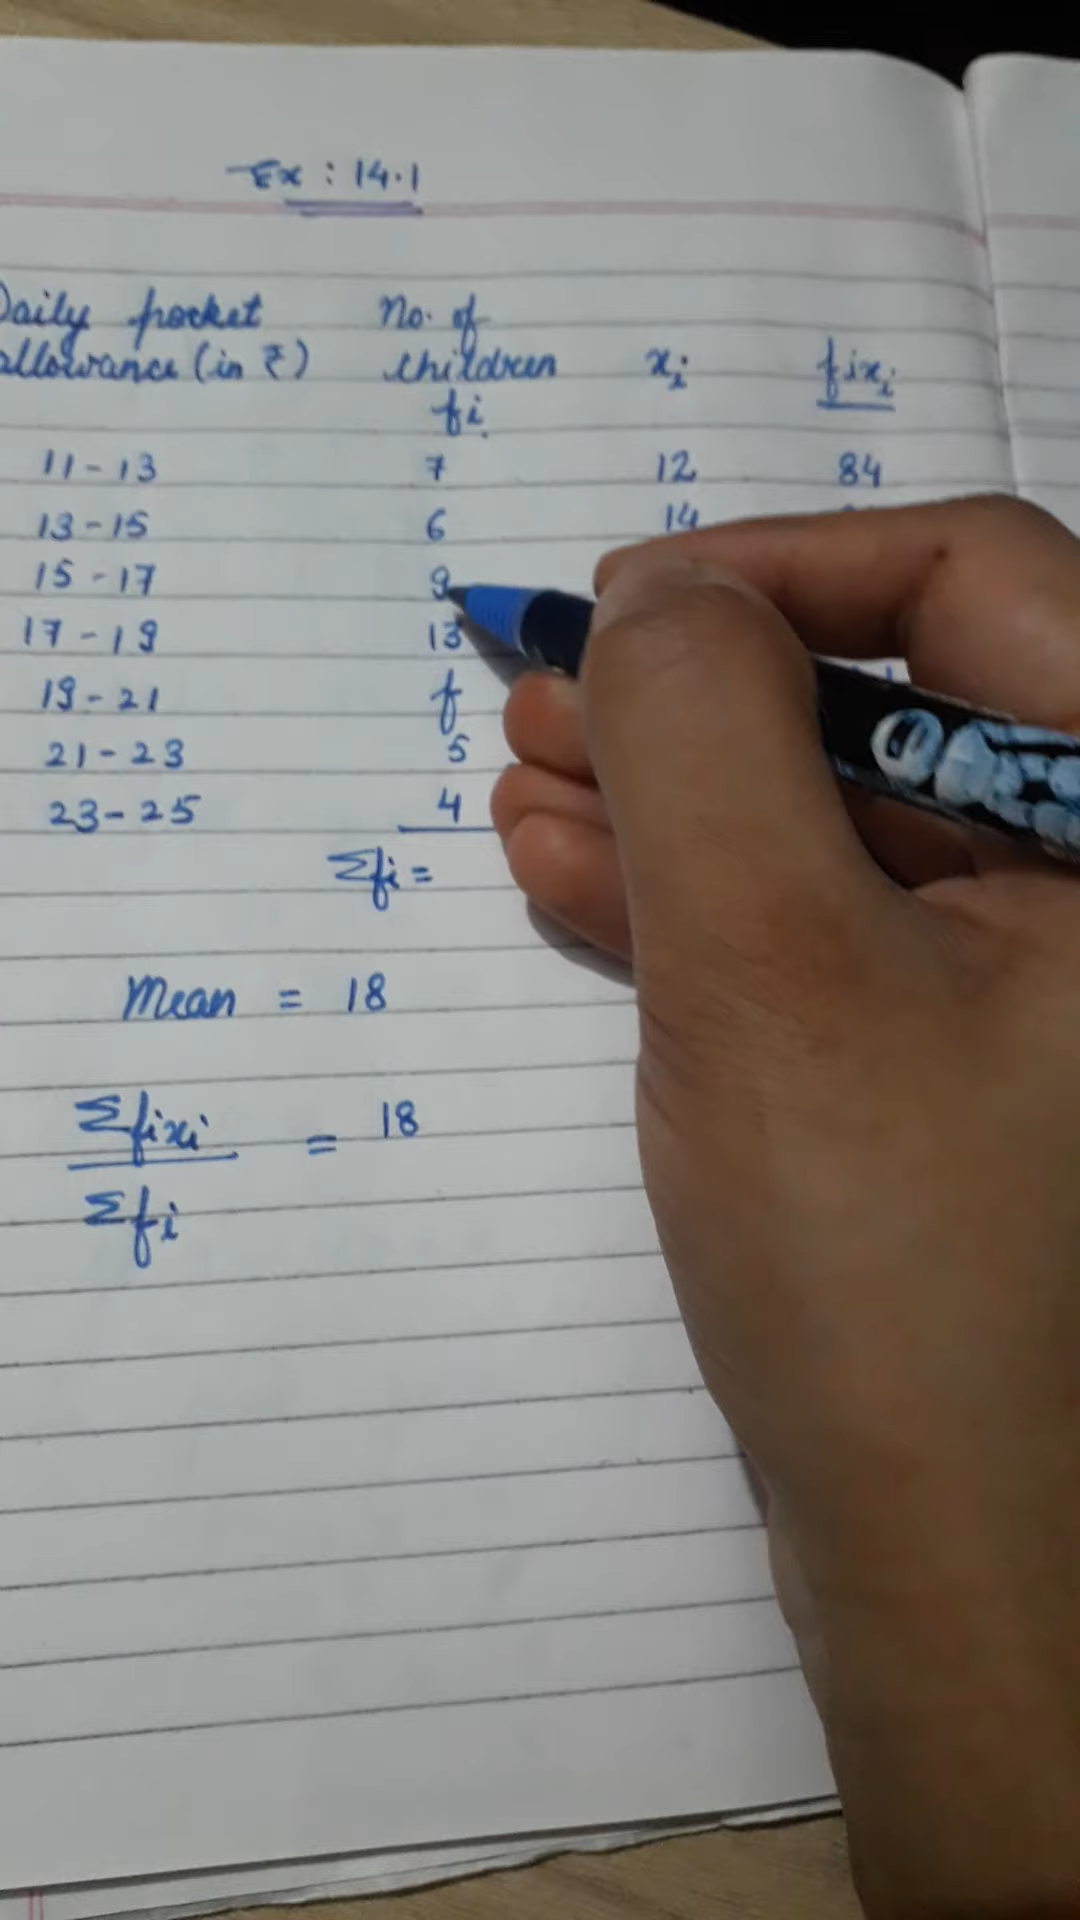 Ex : 14.1
Daily pocket No. of
allowance (in ₹) children xi fixi
fi
11 - 13 7 12 84
13 - 15 6 14
15 - 17 9
17 - 19 13
19 - 21 f
21 - 23 5
23 - 25 4
Σfi =
Mean = 18
Σfixi = 18
Σfi